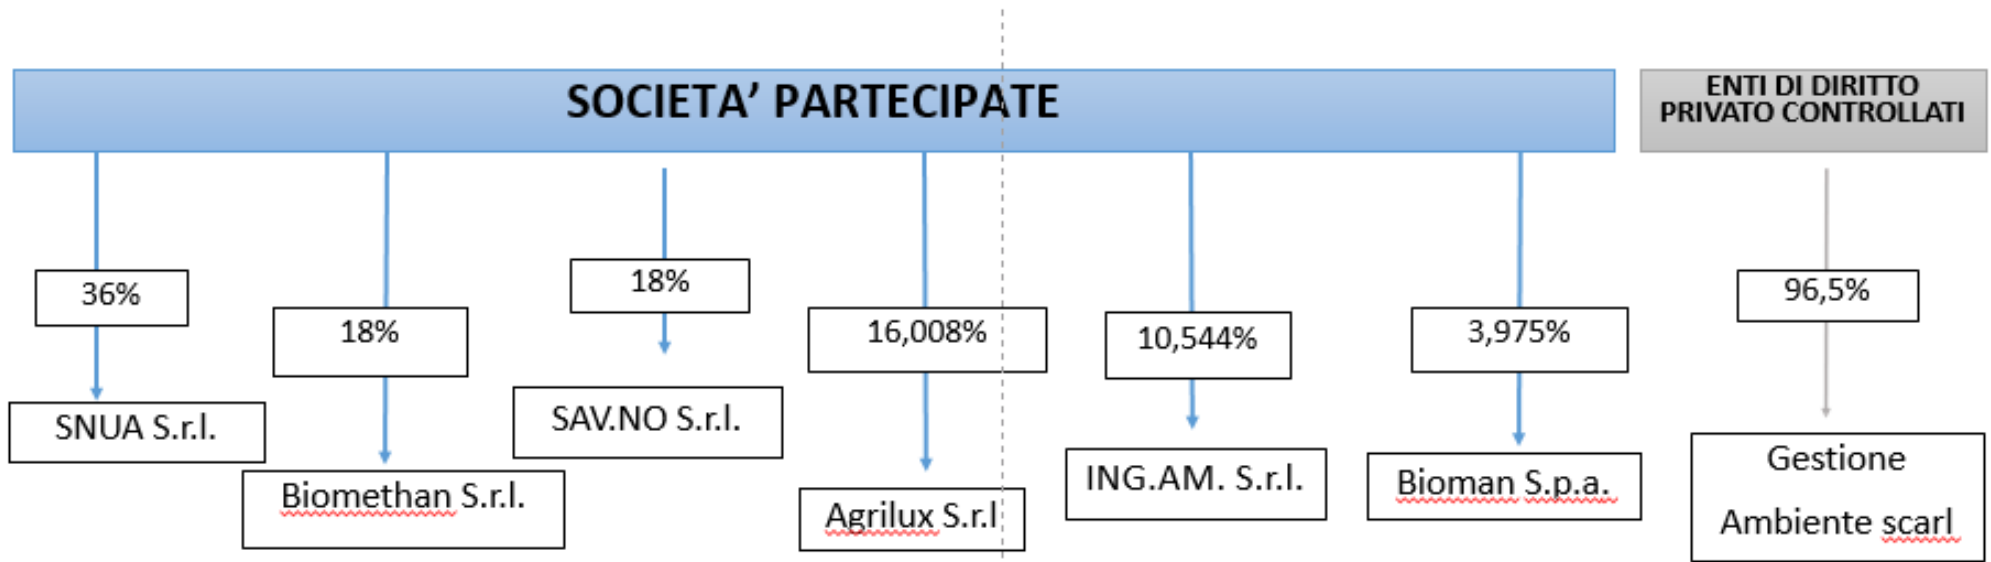 SOCIETA’ PARTECIPATE
ENTI DI DIRITTO
PRIVATO CONTROLLATI
36%
18%
18%
16,008%
10,544%
3,975%
96,5%
SNUA S.r.l.
Biomethan S.r.l.
SAV.NO S.r.l.
Agrilux S.r.l
ING.AM. S.r.l.
Bioman S.p.a.
Gestione
Ambiente scarl